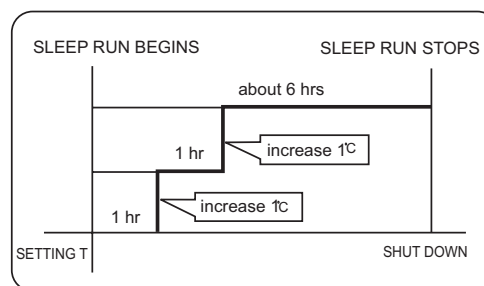 SLEEP RUN BEGINS
SLEEP RUN STOPS
about 6 hrs
1 hr
increase 1℃
1 hr
increase 1℃
SETTING T
SHUT DOWN